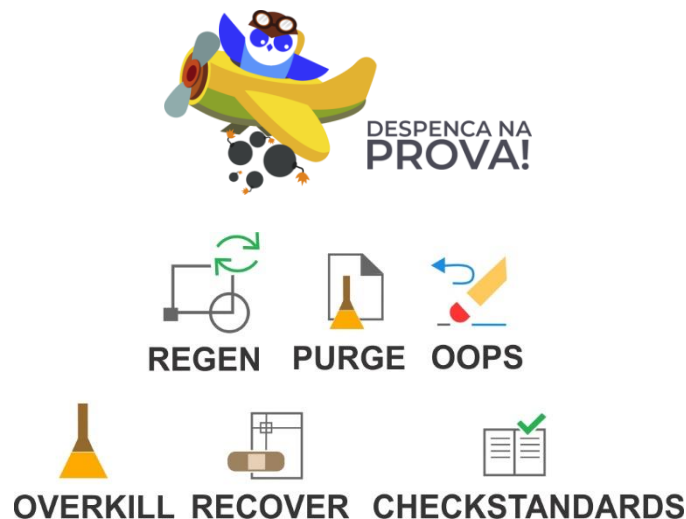 DESPENCA NA
PROVA!
REGEN PURGE OOPS
OVERKILL RECOVER CHECKSTANDARDS